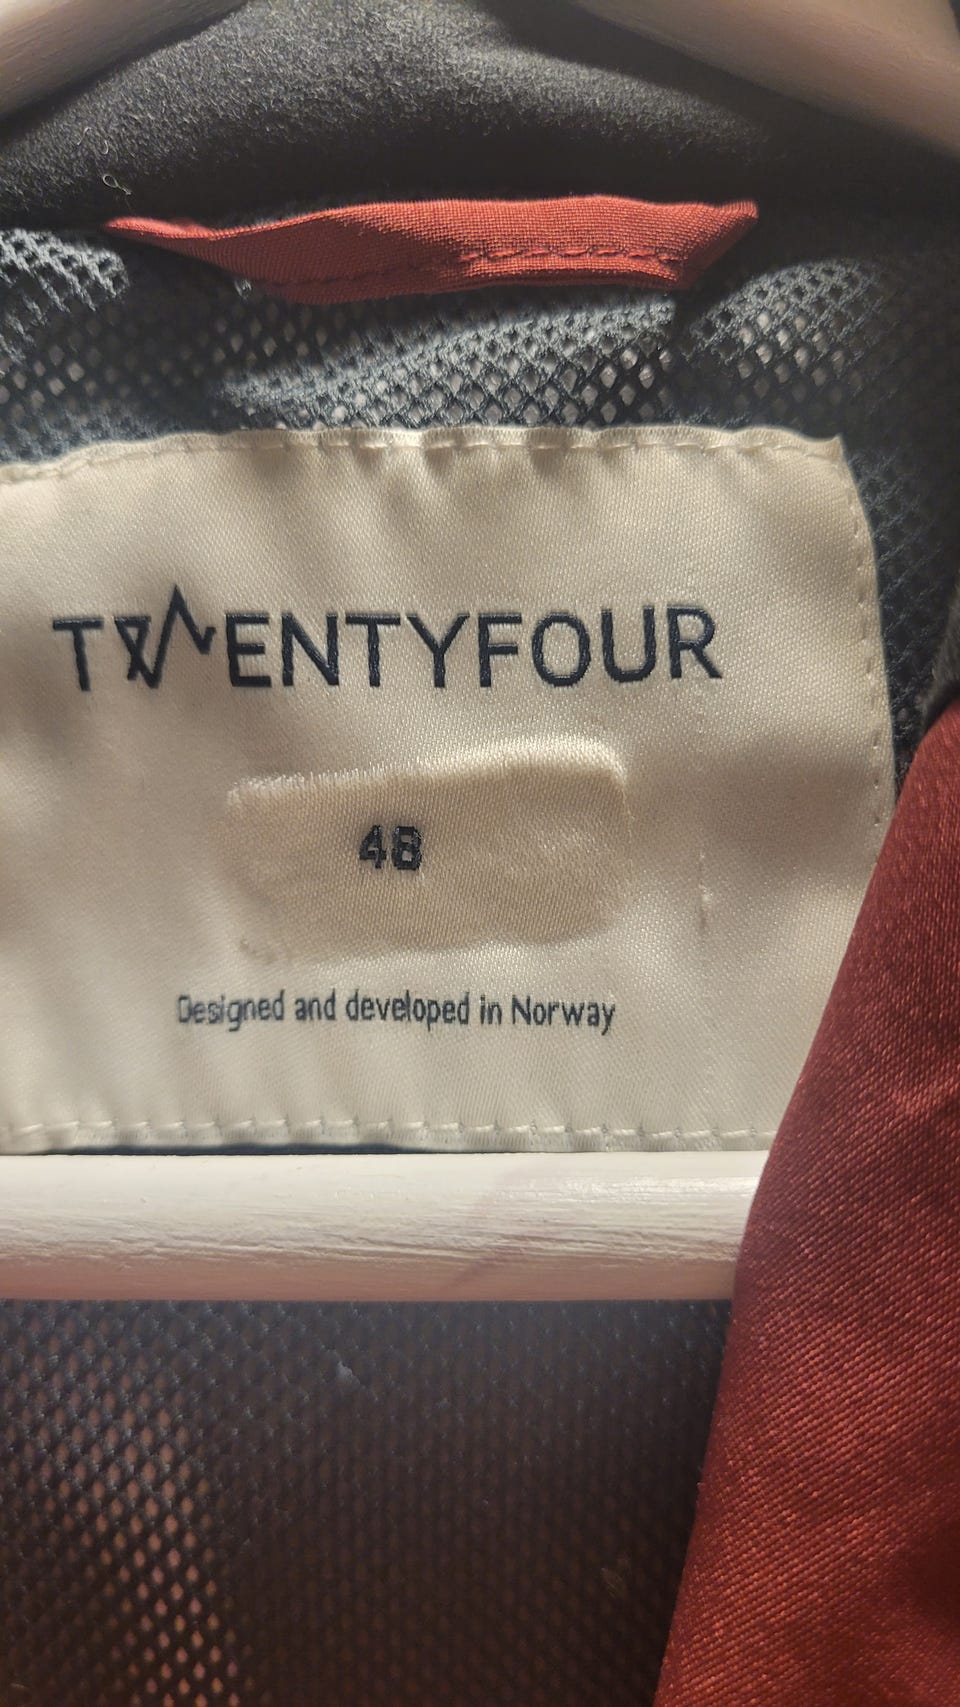 TWENTYFOUR
48
Designed and developed in Norway